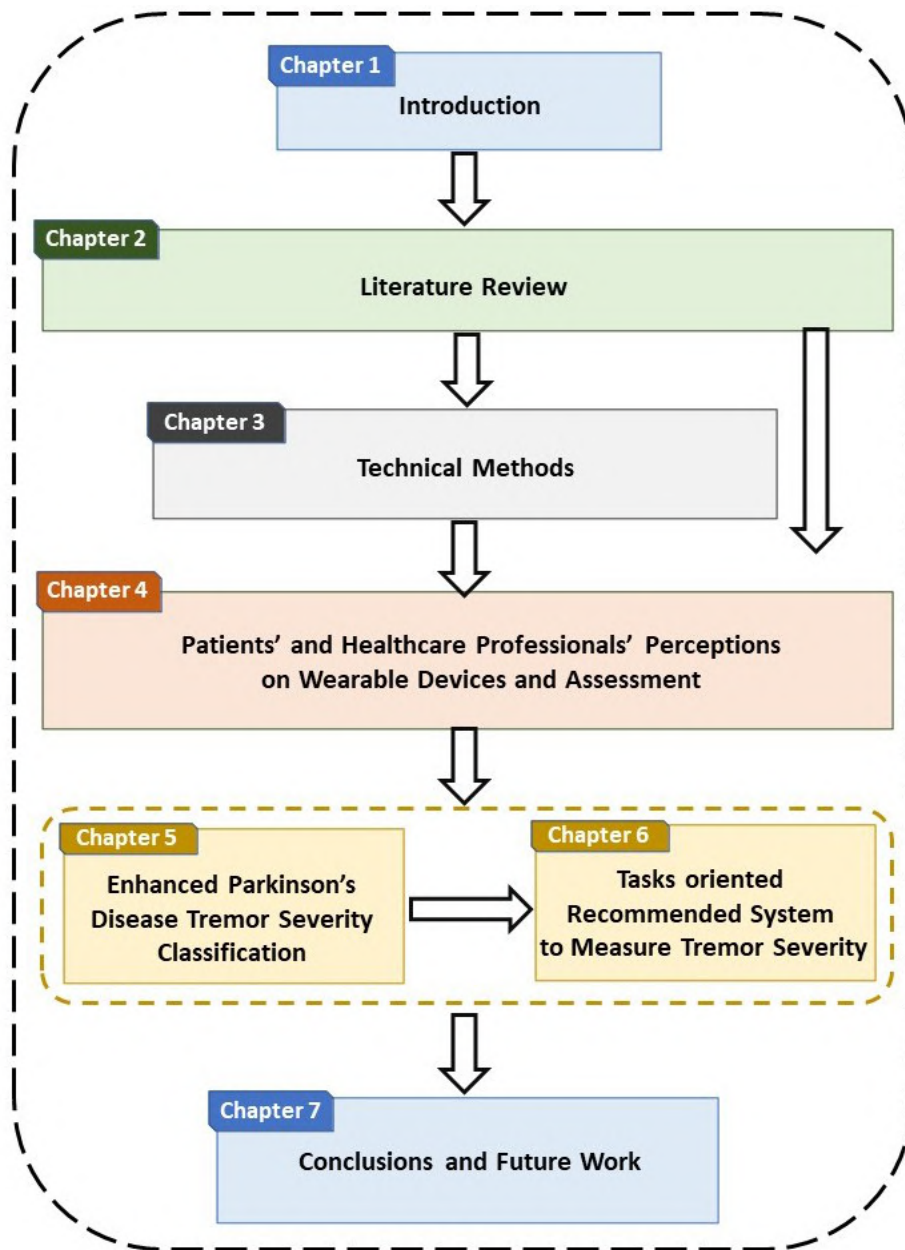 Chapter 1
Introduction
Chapter 2
Literature Review
Chapter 3
Technical Methods
Chapter 4
Patients’ and Healthcare Professionals’ Perceptions
on Wearable Devices and Assessment
Chapter 5
Enhanced Parkinson’s
Disease Tremor Severity
Classification
Chapter 6
Tasks oriented
Recommended System
to Measure Tremor Severity
Chapter 7
Conclusions and Future Work